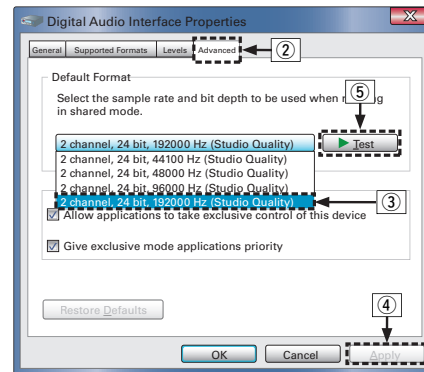 Digital Audio Interface Properties
General Supported Formats Levels Advanced ②
Default Format
Select the sample rate and bit depth to be used when running
in shared mode.
⑤
2 channel, 24 bit, 192000 Hz (Studio Quality) Test
2 channel, 24 bit, 44100 Hz (Studio Quality)
2 channel, 24 bit, 48000 Hz (Studio Quality)
2 channel, 24 bit, 96000 Hz (Studio Quality)
2 channel, 24 bit, 192000 Hz (Studio Quality) ③
Allow applications to take exclusive control of this device
Give exclusive mode applications priority
Restore Defaults
④
OK Cancel Apply